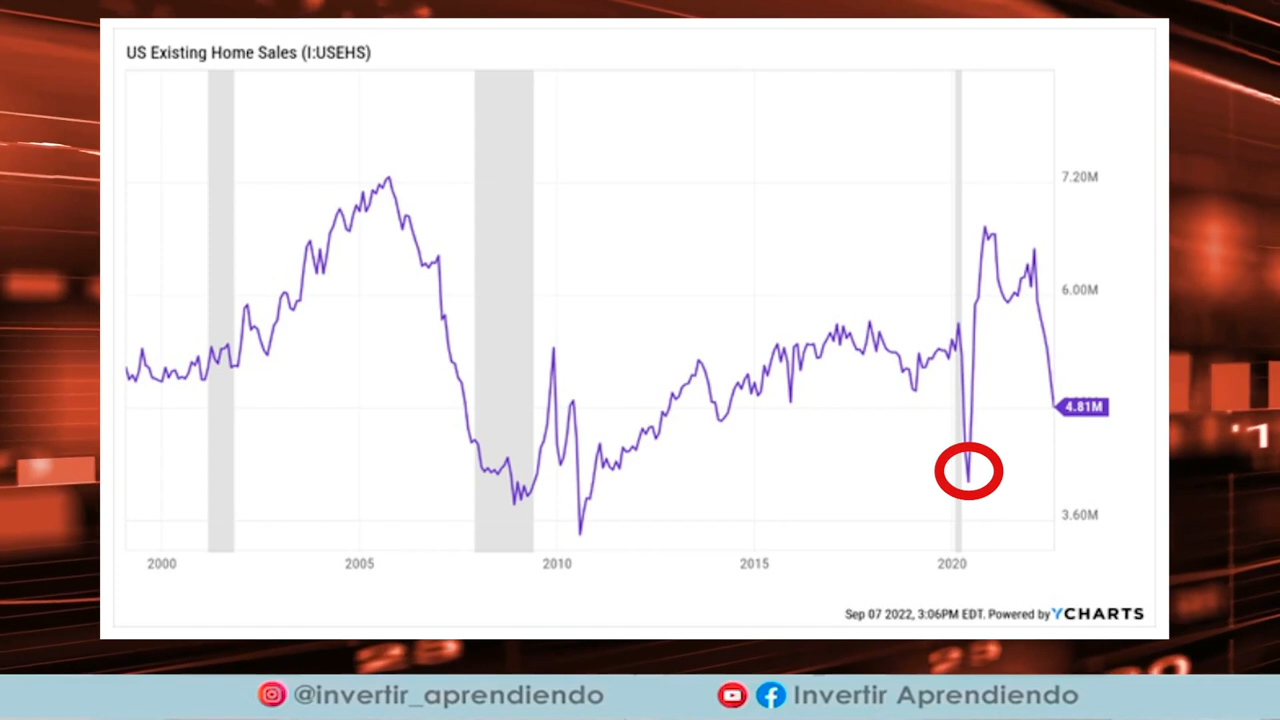 US Existing Home Sales (I:USEHS)
7.20M
6.00M
4.81M
3.60M
2000 2005 2010 2015 2020
Sep 07 2022, 3:06PM EDT. Powered by YCHARTS
@invertir_aprendiendo Invertir Aprendiendo